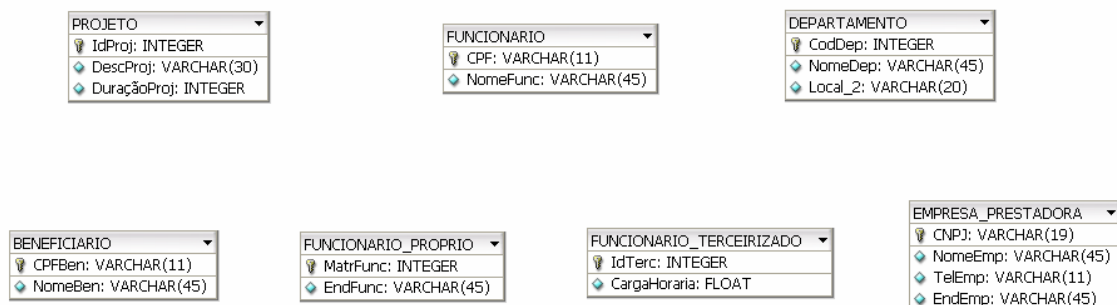 PROJETO
IdProj: INTEGER
DescProj: VARCHAR(30)
DuraçãoProj: INTEGER
FUNCIONARIO
CPF: VARCHAR(11)
NomeFunc: VARCHAR(45)
DEPARTAMENTO
CodDep: INTEGER
NomeDep: VARCHAR(45)
Local_2: VARCHAR(20)
BENEFICIARIO
CPFBen: VARCHAR(11)
NomeBen: VARCHAR(45)
FUNCIONARIO_PROPRIO
MatrFunc: INTEGER
EndFunc: VARCHAR(45)
FUNCIONARIO_TERCEIRIZADO
IdTerc: INTEGER
CargaHoraria: FLOAT
EMPRESA_PRESTADORA
CNPJ: VARCHAR(19)
NomeEmp: VARCHAR(45)
TelEmp: VARCHAR(11)
EndEmp: VARCHAR(45)